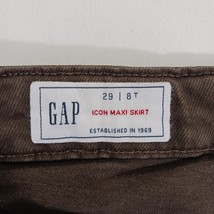 29 | 8T
GAP
ICON MAXI SKIRT
ESTABLISHED IN 1969